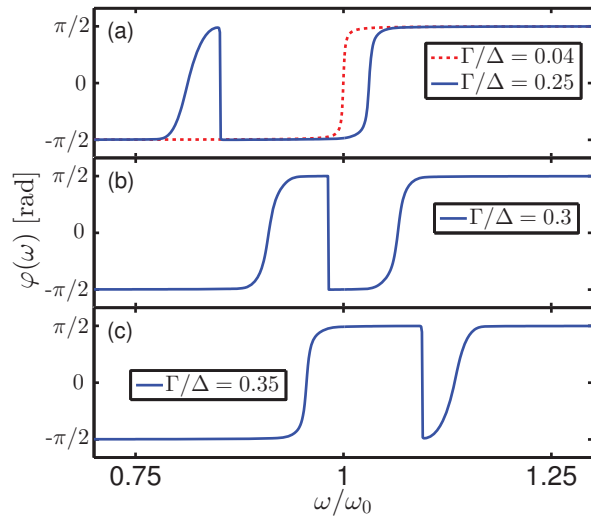 (a)
π/2
0
-π/2
Γ/Δ = 0.04
Γ/Δ = 0.25
(b)
π/2
0
-π/2
Γ/Δ = 0.3
φ(ω) [rad]
(c)
π/2
0
-π/2
Γ/Δ = 0.35
0.75 1 1.25
ω/ω₀